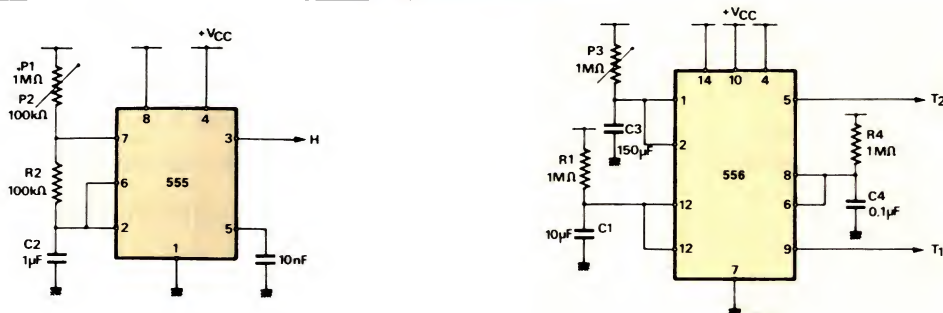 +VCC
.P1
1MΩ
P2
100kΩ
8
4
7
3
H
R2
100kΩ
6
555
2
5
C2
1µF
1
10nF
+VCC
P3
1MΩ
14
10
4
1
5
T2
C3
150µF
2
R4
1MΩ
R1
1MΩ
556
8
12
6
C4
0.1µF
10µF
C1
12
9
T1
7